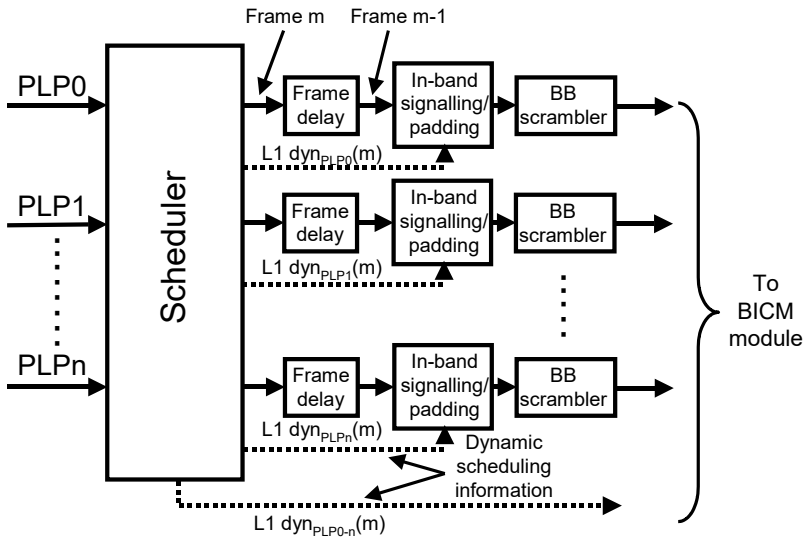 Frame m
Frame m-1
PLP0
Frame
delay
In-band
signalling/
padding
BB
scrambler
L1 dynPLP0(m)
PLP1
Scheduler
Frame
delay
In-band
signalling/
padding
BB
scrambler
L1 dynPLP1(m)
To
BICM
module
PLPn
Frame
delay
In-band
signalling/
padding
BB
scrambler
L1 dynPLPn(m)
Dynamic
scheduling
information
L1 dynPLP0-n(m)